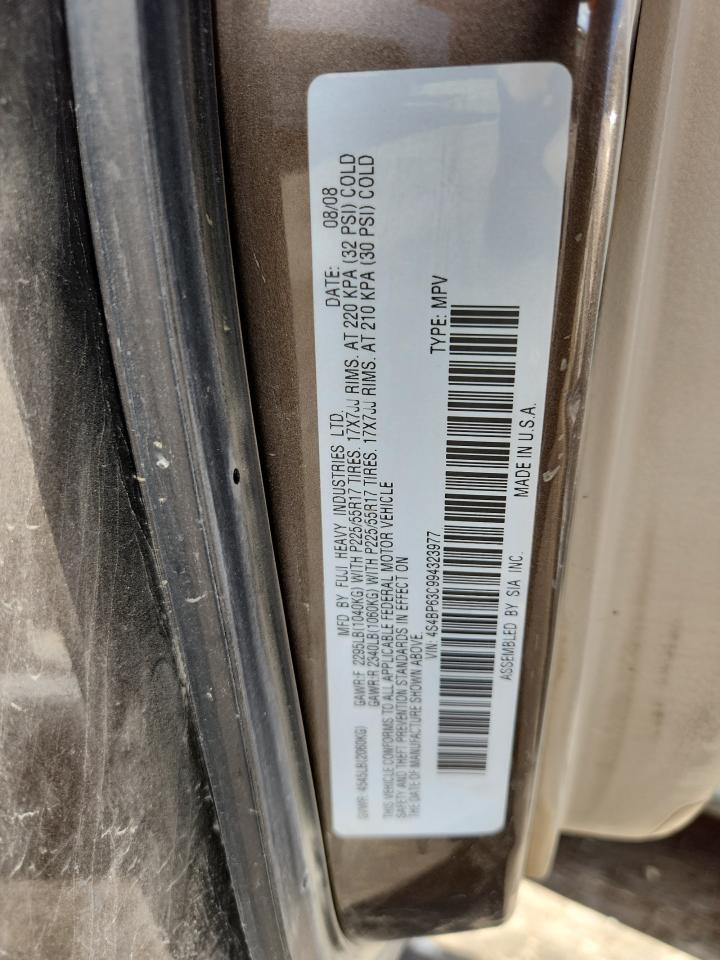 MFD BY FUJI HEAVY INDUSTRIES LTD. DATE: 08/08
GVWR: 4545LB(2060KG) GAWR:F 2295LB(1040KG) WITH P225/55R17 TIRES. 17X7JJ RIMS. AT 220 KPA (32 PSI) COLD
GAWR:R 2340LB(1060KG) WITH P225/55R17 TIRES. 17X7JJ RIMS. AT 210 KPA (30 PSI) COLD
THIS VEHICLE CONFORMS TO ALL APPLICABLE FEDERAL MOTOR VEHICLE
SAFETY AND THEFT PREVENTION STANDARDS IN EFFECT ON
THE DATE OF MANUFACTURE SHOWN ABOVE.
VIN: 4S4BP63C994323977 TYPE: MPV
ASSEMBLED BY SIA INC. MADE IN U.S.A.